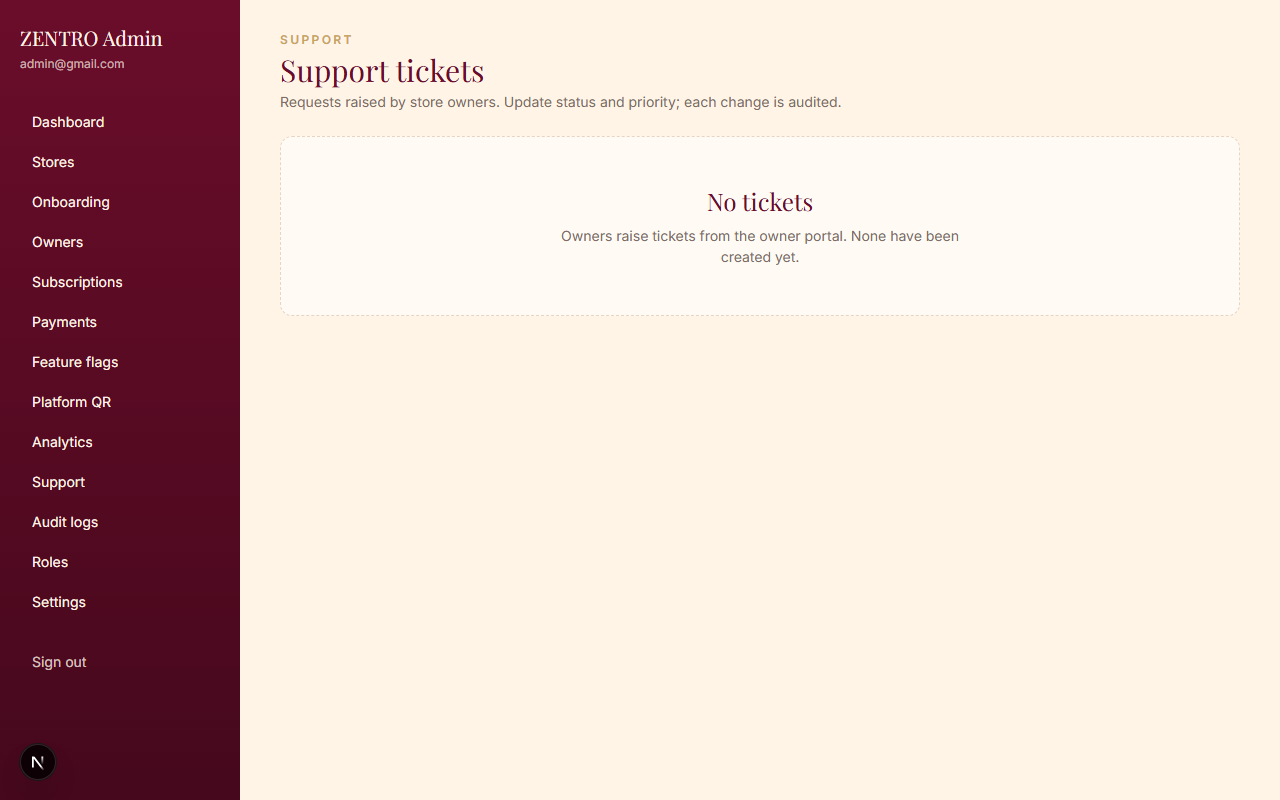 ZENTRO Admin
admin@gmail.com
Dashboard
Stores
Onboarding
Owners
Subscriptions
Payments
Feature flags
Platform QR
Analytics
Support
Audit logs
Roles
Settings
Sign out
N
SUPPORT
Support tickets
Requests raised by store owners. Update status and priority; each change is audited.
No tickets
Owners raise tickets from the owner portal. None have been
created yet.